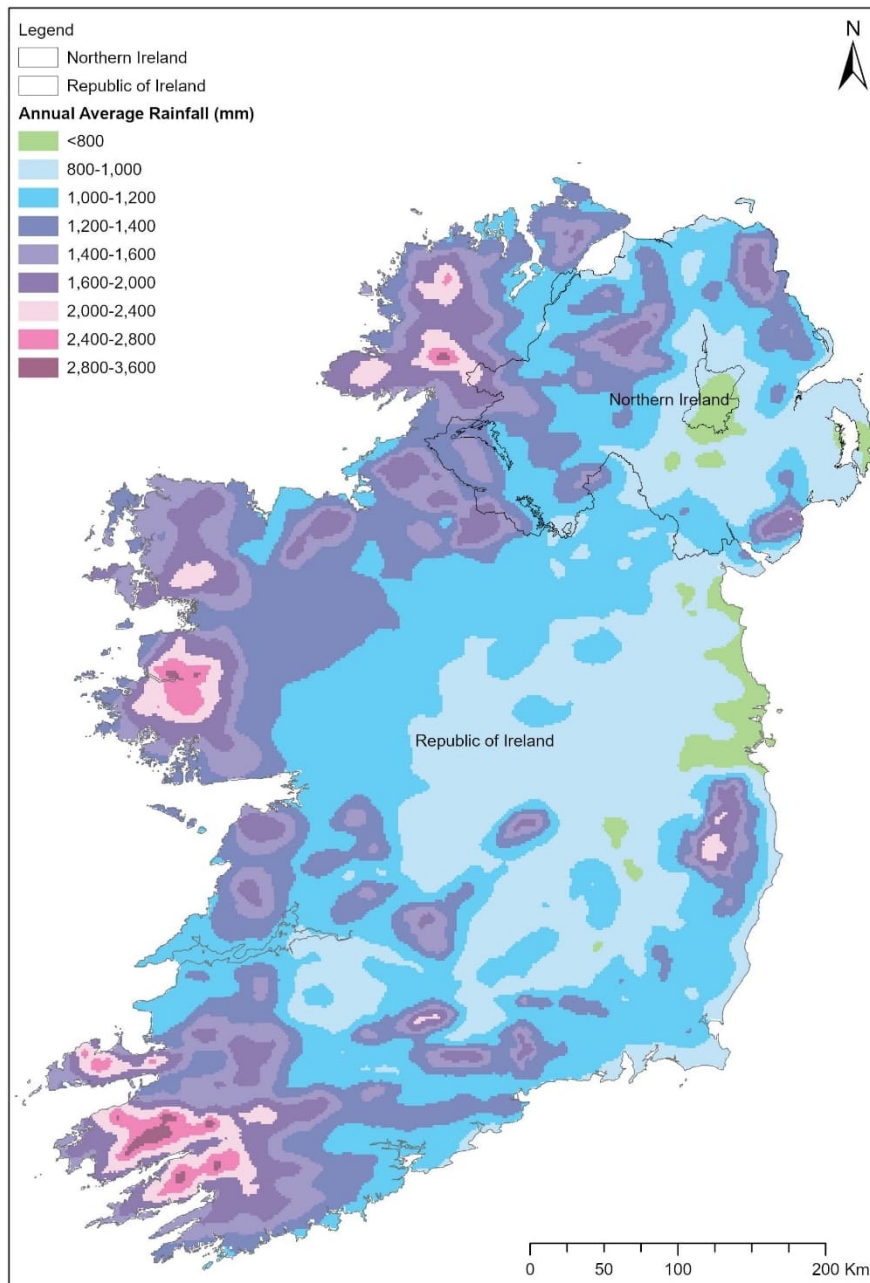 Legend
Northern Ireland
Republic of Ireland
Annual Average Rainfall (mm)
<800
800-1,000
1,000-1,200
1,200-1,400
1,400-1,600
1,600-2,000
2,000-2,400
2,400-2,800
2,800-3,600
N
Northern Ireland
Republic of Ireland
0 50 100 200 Km